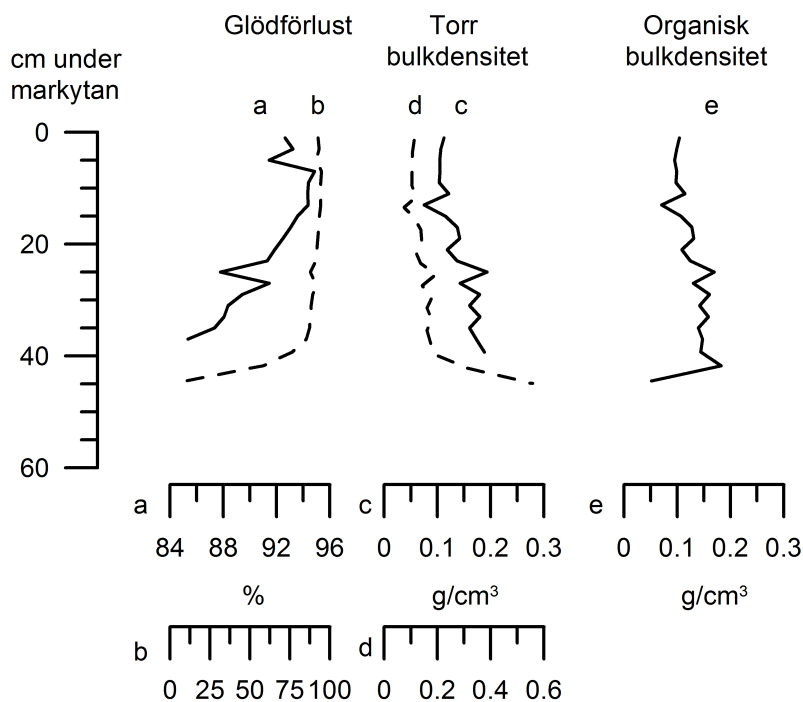 Glödförlust
Torr
bulkdensitet
Organisk
bulkdensitet
cm under
markytan
a b d c e
0
20
40
60
a
84 88 92 96
c
0 0.1 0.2 0.3
e
0 0.1 0.2 0.3
% g/cm³ g/cm³
b
0 25 50 75 100
d
0 0.2 0.4 0.6